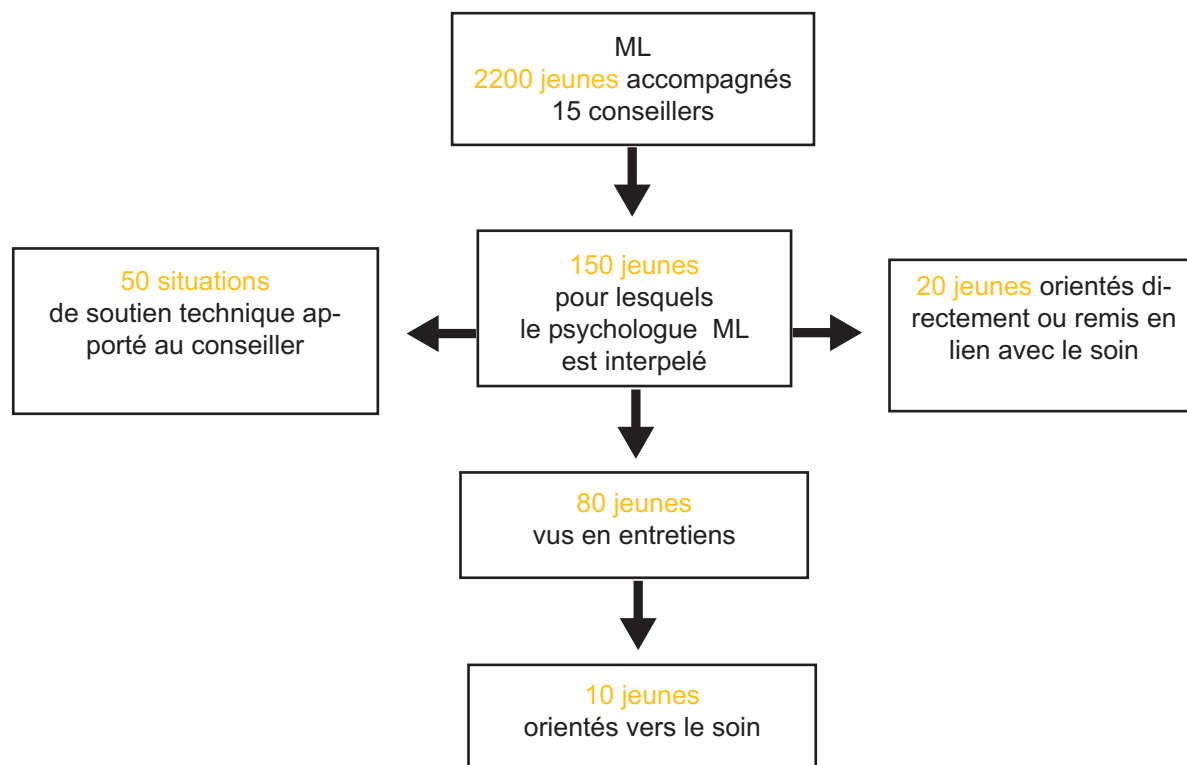 ML
2200 jeunes accompagnés
15 conseillers
50 situations
de soutien technique ap-
porté au conseiller
150 jeunes
pour lesquels
le psychologue ML
est interpelé
20 jeunes orientés di-
rectement ou remis en
lien avec le soin
80 jeunes
vus en entretiens
10 jeunes
orientés vers le soin